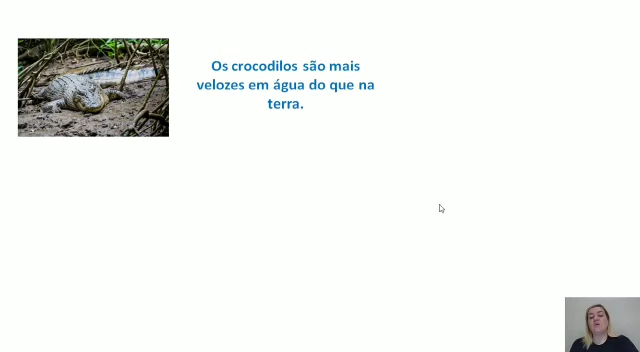 Os crocodilos são mais
velozes em água do que na
terra.